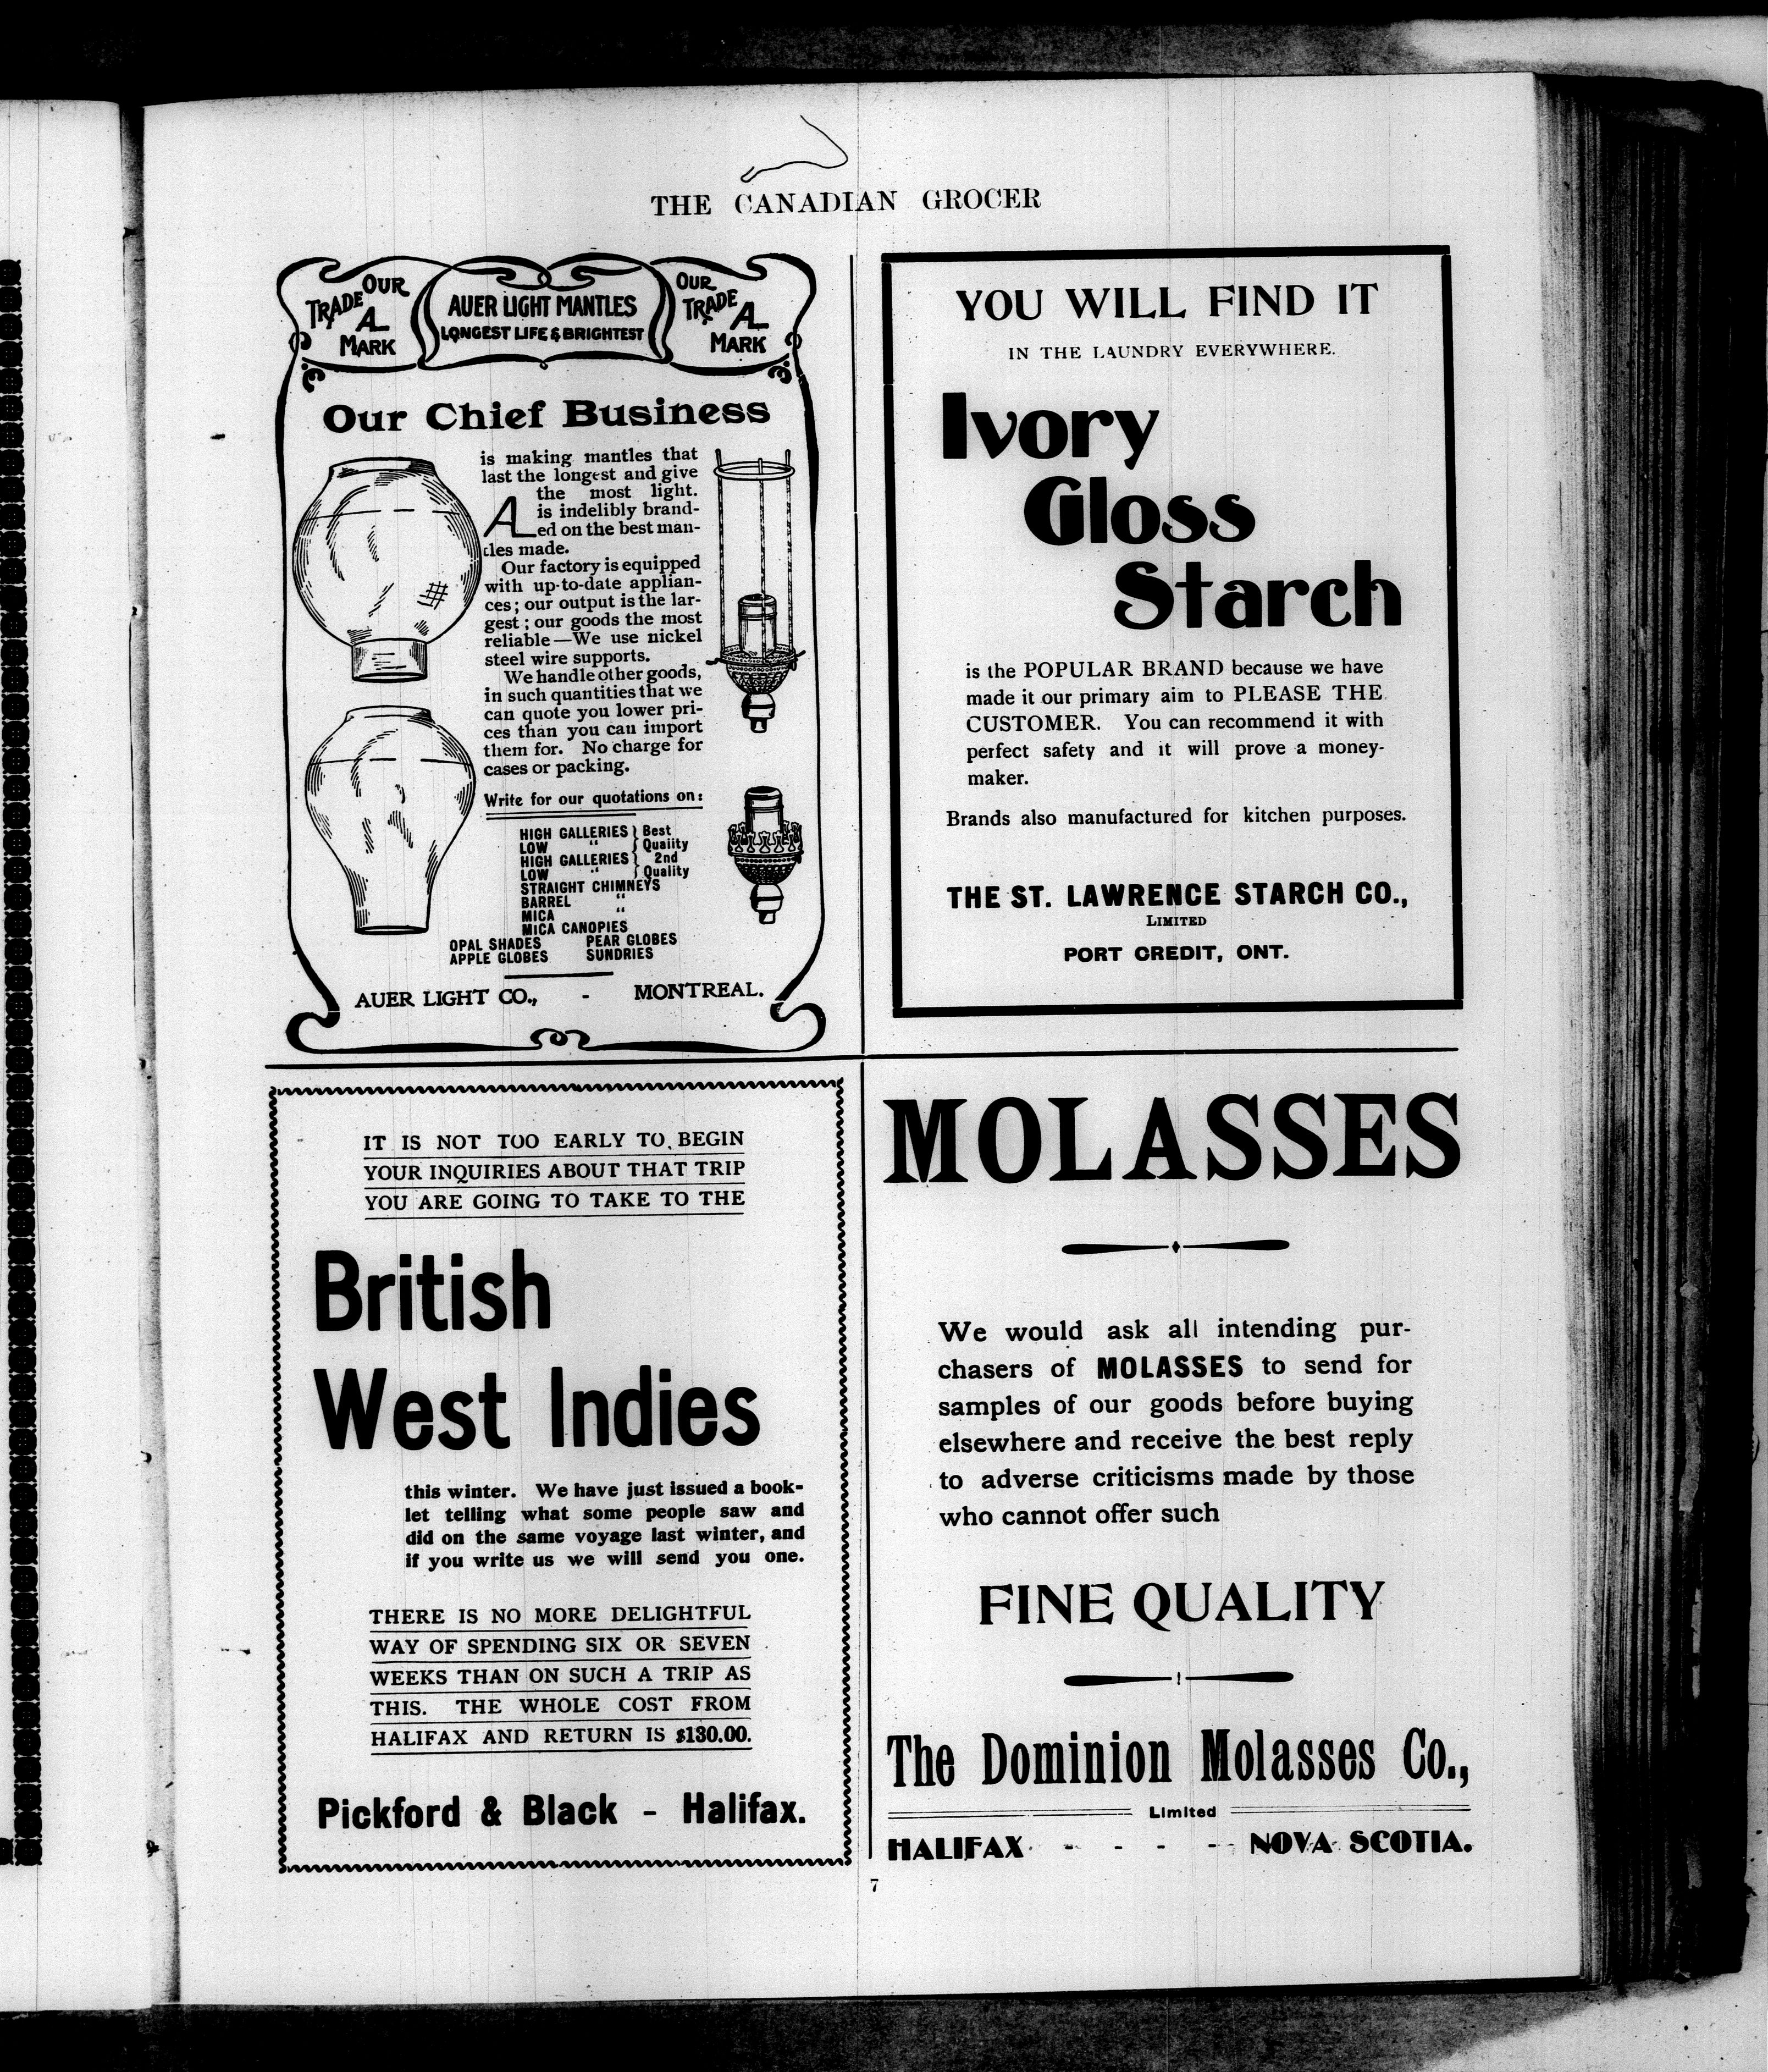 THE CANADIAN GROCER
OUR
TRADE
AL
MARK
AUER LIGHT MANTLES
LONGEST LIFE & BRIGHTEST
OUR
TRADE
AL
MARK
Our Chief Business
is making mantles that
last the longest and give
the most light.
AL is indelibly brand-
ed on the best man-
tles made.
Our factory is equipped
with up-to-date applian-
ces; our output is the lar-
gest; our goods the most
reliable—We use nickel
steel wire supports.
We handle other goods,
in such quantities that we
can quote you lower pri-
ces than you can import
them for. No charge for
cases or packing.
Write for our quotations on:
HIGH GALLERIES } Best
LOW " } Quality
HIGH GALLERIES } 2nd
LOW " } Quality
STRAIGHT CHIMNEYS
BARREL "
MICA "
MICA CANOPIES
OPAL SHADES PEAR GLOBES
APPLE GLOBES SUNDRIES
AUER LIGHT CO., - MONTREAL.
YOU WILL FIND IT
IN THE LAUNDRY EVERYWHERE.
Ivory
Gloss
Starch
is the POPULAR BRAND because we have
made it our primary aim to PLEASE THE
CUSTOMER. You can recommend it with
perfect safety and it will prove a money-
maker.
Brands also manufactured for kitchen purposes.
THE ST. LAWRENCE STARCH CO.,
LIMITED
PORT CREDIT, ONT.
IT IS NOT TOO EARLY TO BEGIN
YOUR INQUIRIES ABOUT THAT TRIP
YOU ARE GOING TO TAKE TO THE
British
West Indies
this winter. We have just issued a book-
let telling what some people saw and
did on the same voyage last winter, and
if you write us we will send you one.
THERE IS NO MORE DELIGHTFUL
WAY OF SPENDING SIX OR SEVEN
WEEKS THAN ON SUCH A TRIP AS
THIS. THE WHOLE COST FROM
HALIFAX AND RETURN IS $130.00.
Pickford & Black - Halifax.
MOLASSES
We would ask all intending pur-
chasers of MOLASSES to send for
samples of our goods before buying
elsewhere and receive the best reply
to adverse criticisms made by those
who cannot offer such
FINE QUALITY
The Dominion Molasses Co.,
Limited
HALIFAX - - - - NOVA SCOTIA.
7